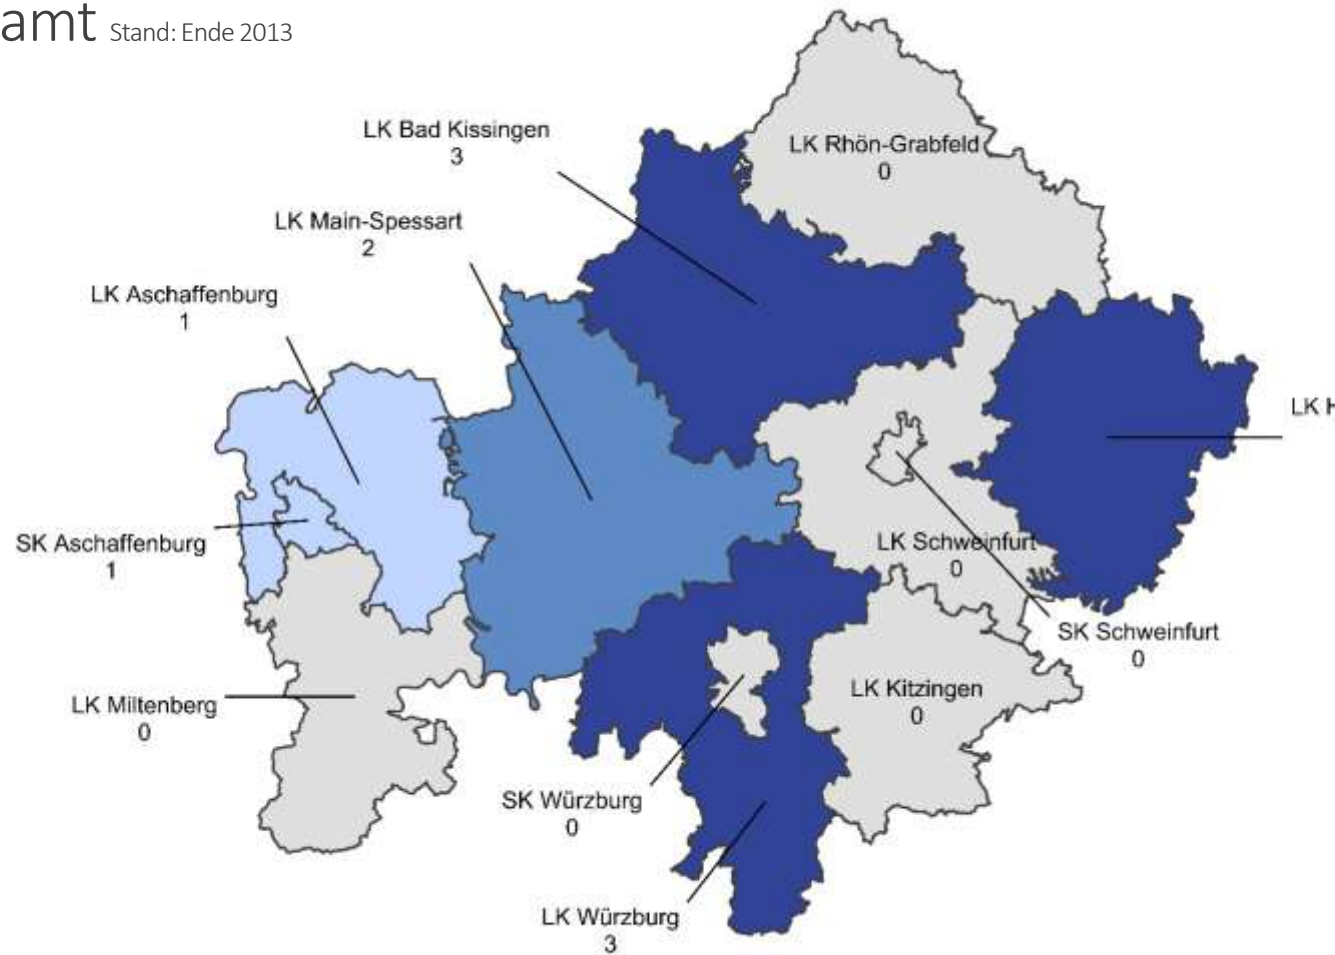 amt Stand: Ende 2013
LK Bad Kissingen
3
LK Rhön-Grabfeld
0
LK Main-Spessart
2
LK Aschaffenburg
1
LK
SK Aschaffenburg
1
LK Schweinfurt
0
SK Schweinfurt
0
LK Miltenberg
0
LK Kitzingen
0
SK Würzburg
0
LK Würzburg
3